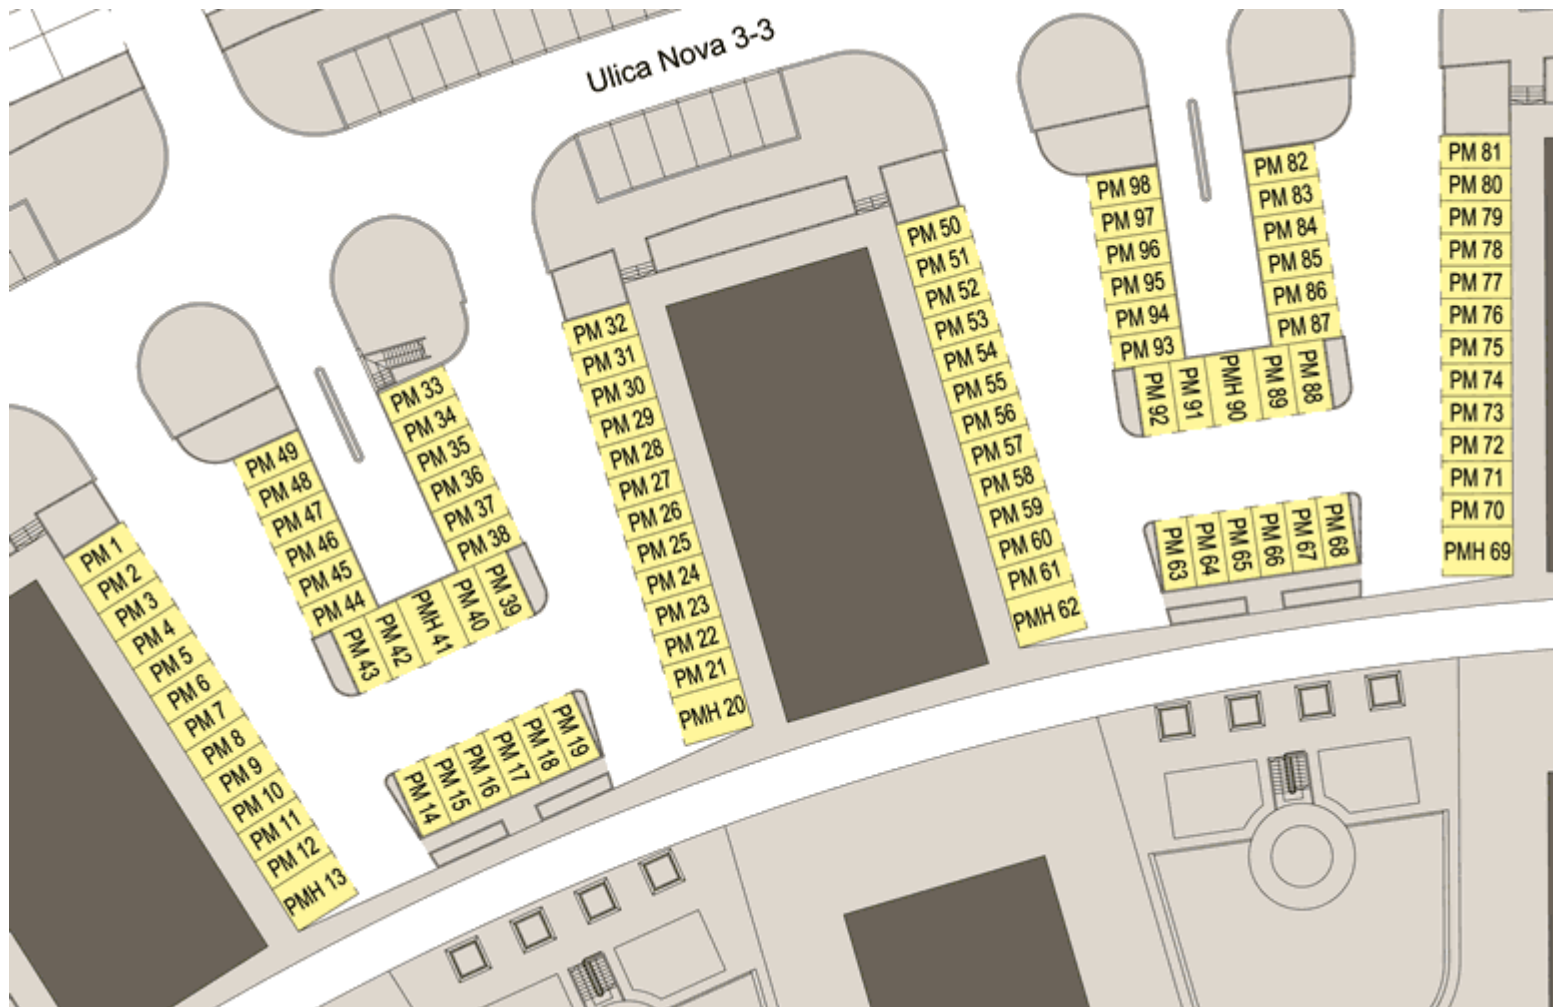 Ulica Nova 3-3
PM 1
PM 2
PM 3
PM 4
PM 5
PM 6
PM 7
PM 8
PM 9
PM 10
PM 11
PM 12
PMH 13
PM 14
PM 15
PM 16
PM 17
PM 18
PM 19
PMH 20
PM 21
PM 22
PM 23
PM 24
PM 25
PM 26
PM 27
PM 28
PM 29
PM 30
PM 31
PM 32
PM 33
PM 34
PM 35
PM 36
PM 37
PM 38
PM 39
PM 40
PMH 41
PM 42
PM 43
PM 44
PM 45
PM 46
PM 47
PM 48
PM 49
PM 50
PM 51
PM 52
PM 53
PM 54
PM 55
PM 56
PM 57
PM 58
PM 59
PM 60
PM 61
PMH 62
PM 63
PM 64
PM 65
PM 66
PM 67
PM 68
PMH 69
PM 70
PM 71
PM 72
PM 73
PM 74
PM 75
PM 76
PM 77
PM 78
PM 79
PM 80
PM 81
PM 82
PM 83
PM 84
PM 85
PM 86
PM 87
PM 88
PM 89
PMH 90
PM 91
PM 92
PM 93
PM 94
PM 95
PM 96
PM 97
PM 98